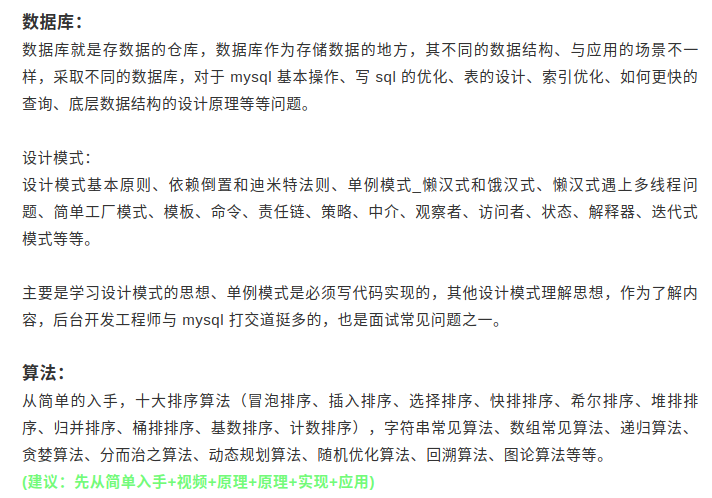 数据库：
数据库就是存数据的仓库，数据库作为存储数据的地方，其不同的数据结构、与应用的场景不一
样，采取不同的数据库，对于 mysql 基本操作、写 sql 的优化、表的设计、索引优化、如何更快的
查询、底层数据结构的设计原理等等问题。
设计模式：
设计模式基本原则、依赖倒置和迪米特法则、单例模式_懒汉式和饿汉式、懒汉式遇上多线程问
题、简单工厂模式、模板、命令、责任链、策略、中介、观察者、访问者、状态、解释器、迭代式
模式等等。
主要是学习设计模式的思想、单例模式是必须写代码实现的，其他设计模式理解思想，作为了解内
容，后台开发工程师与 mysql 打交道挺多的，也是面试常见问题之一。
算法：
从简单的入手，十大排序算法（冒泡排序、插入排序、选择排序、快排排序、希尔排序、堆排排
序、归并排序、桶排排序、基数排序、计数排序），字符串常见算法、数组常见算法、递归算法、
贪婪算法、分而治之算法、动态规划算法、随机优化算法、回溯算法、图论算法等等。
(建议：先从简单入手+视频+原理+原理+实现+应用)